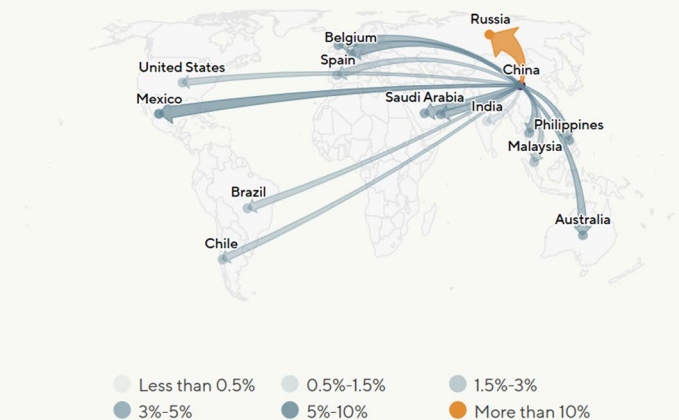 Russia
Belgium
Spain
China
United States
Mexico
Saudi Arabia
India
Philippines
Malaysia
Brazil
Australia
Chile
Less than 0.5%
0.5%-1.5%
1.5%-3%
3%-5%
5%-10%
More than 10%